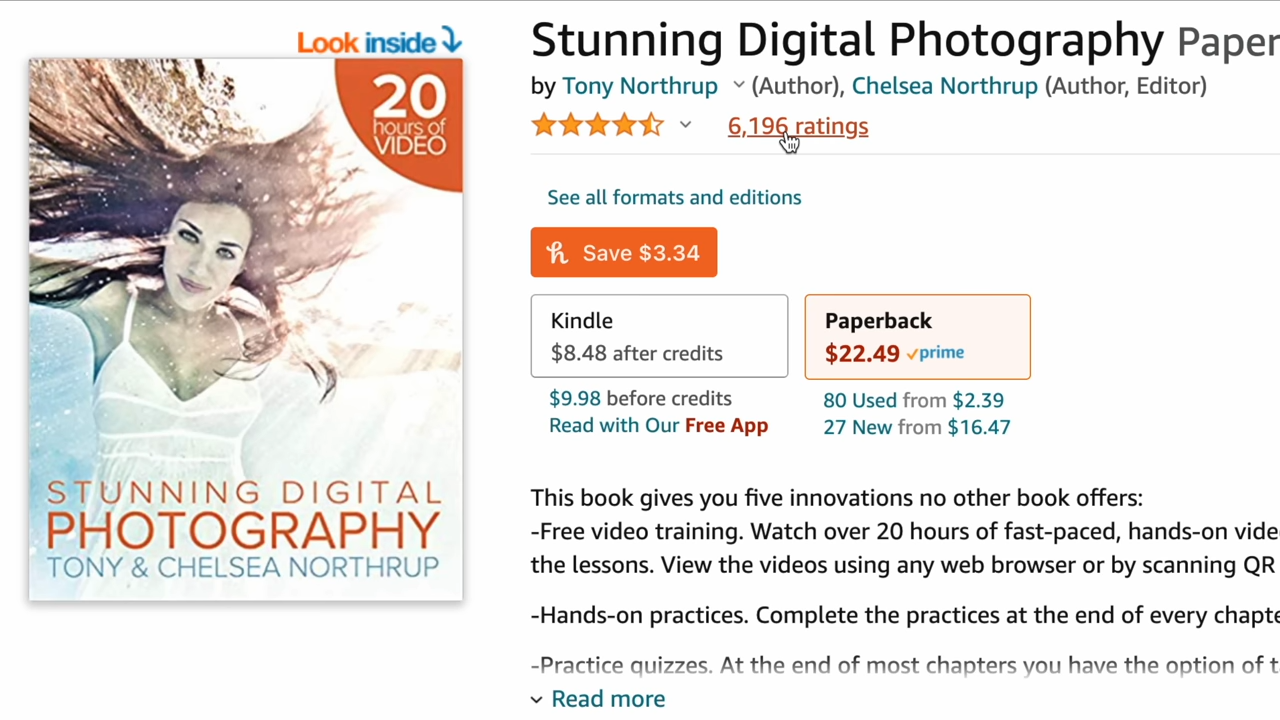 Look inside
20
hours of
VIDEO
STUNNING DIGITAL
PHOTOGRAPHY
TONY & CHELSEA NORTHRUP
Stunning Digital Photography Paper
by Tony Northrup (Author), Chelsea Northrup (Author, Editor)
6,196 ratings
See all formats and editions
Save $3.34
Kindle
$8.48 after credits
$9.98 before credits
Read with Our Free App
Paperback
$22.49 prime
80 Used from $2.39
27 New from $16.47
This book gives you five innovations no other book offers:
-Free video training. Watch over 20 hours of fast-paced, hands-on vide
the lessons. View the videos using any web browser or by scanning QR
-Hands-on practices. Complete the practices at the end of every chapte
-Practice quizzes. At the end of most chapters you have the option of t
Read more